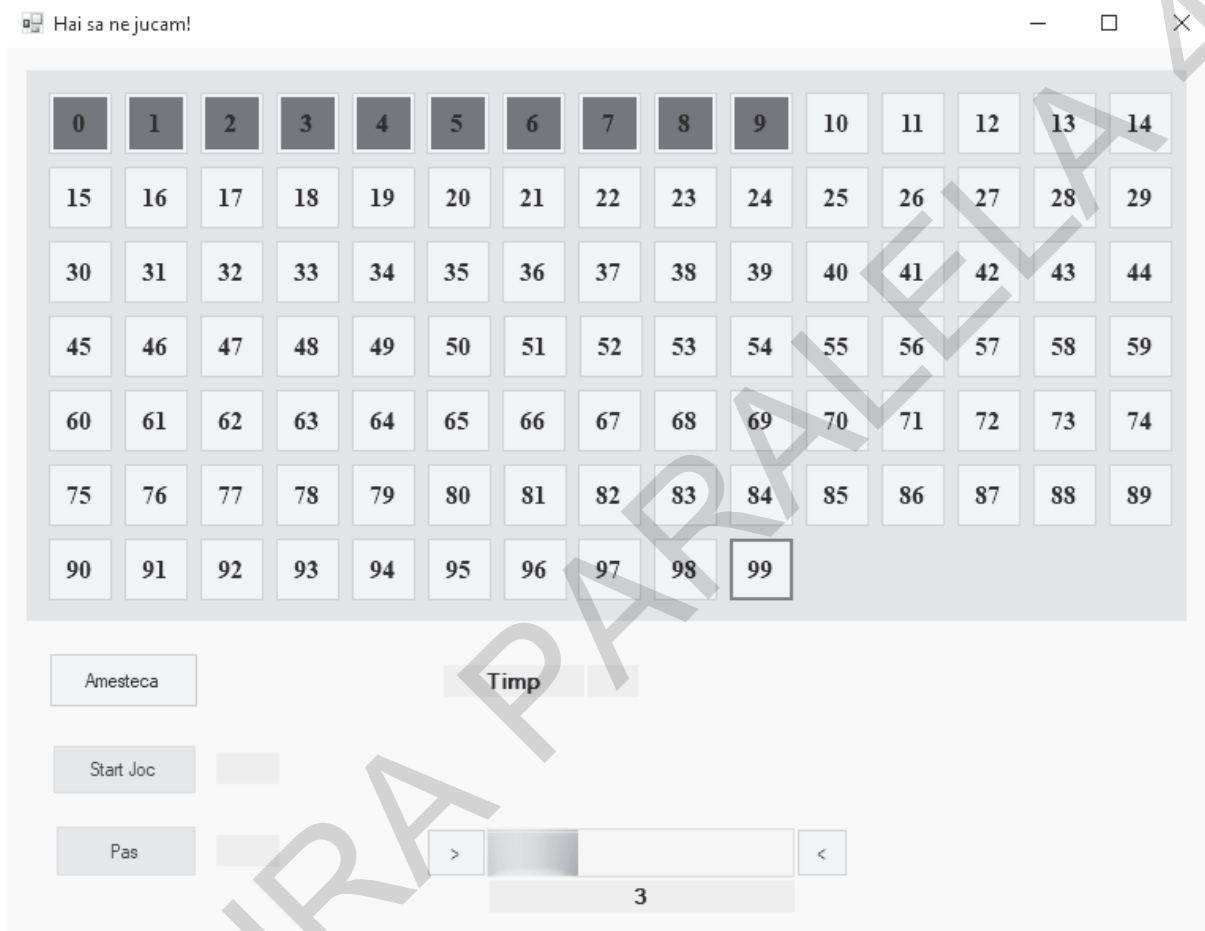 Hai sa ne jucam!
0 1 2 3 4 5 6 7 8 9 10 11 12 13 14
15 16 17 18 19 20 21 22 23 24 25 26 27 28 29
30 31 32 33 34 35 36 37 38 39 40 41 42 43 44
45 46 47 48 49 50 51 52 53 54 55 56 57 58 59
60 61 62 63 64 65 66 67 68 69 70 71 72 73 74
75 76 77 78 79 80 81 82 83 84 85 86 87 88 89
90 91 92 93 94 95 96 97 98 99
Amesteca Timp
Start Joc
Pas > <
3
PARALELA